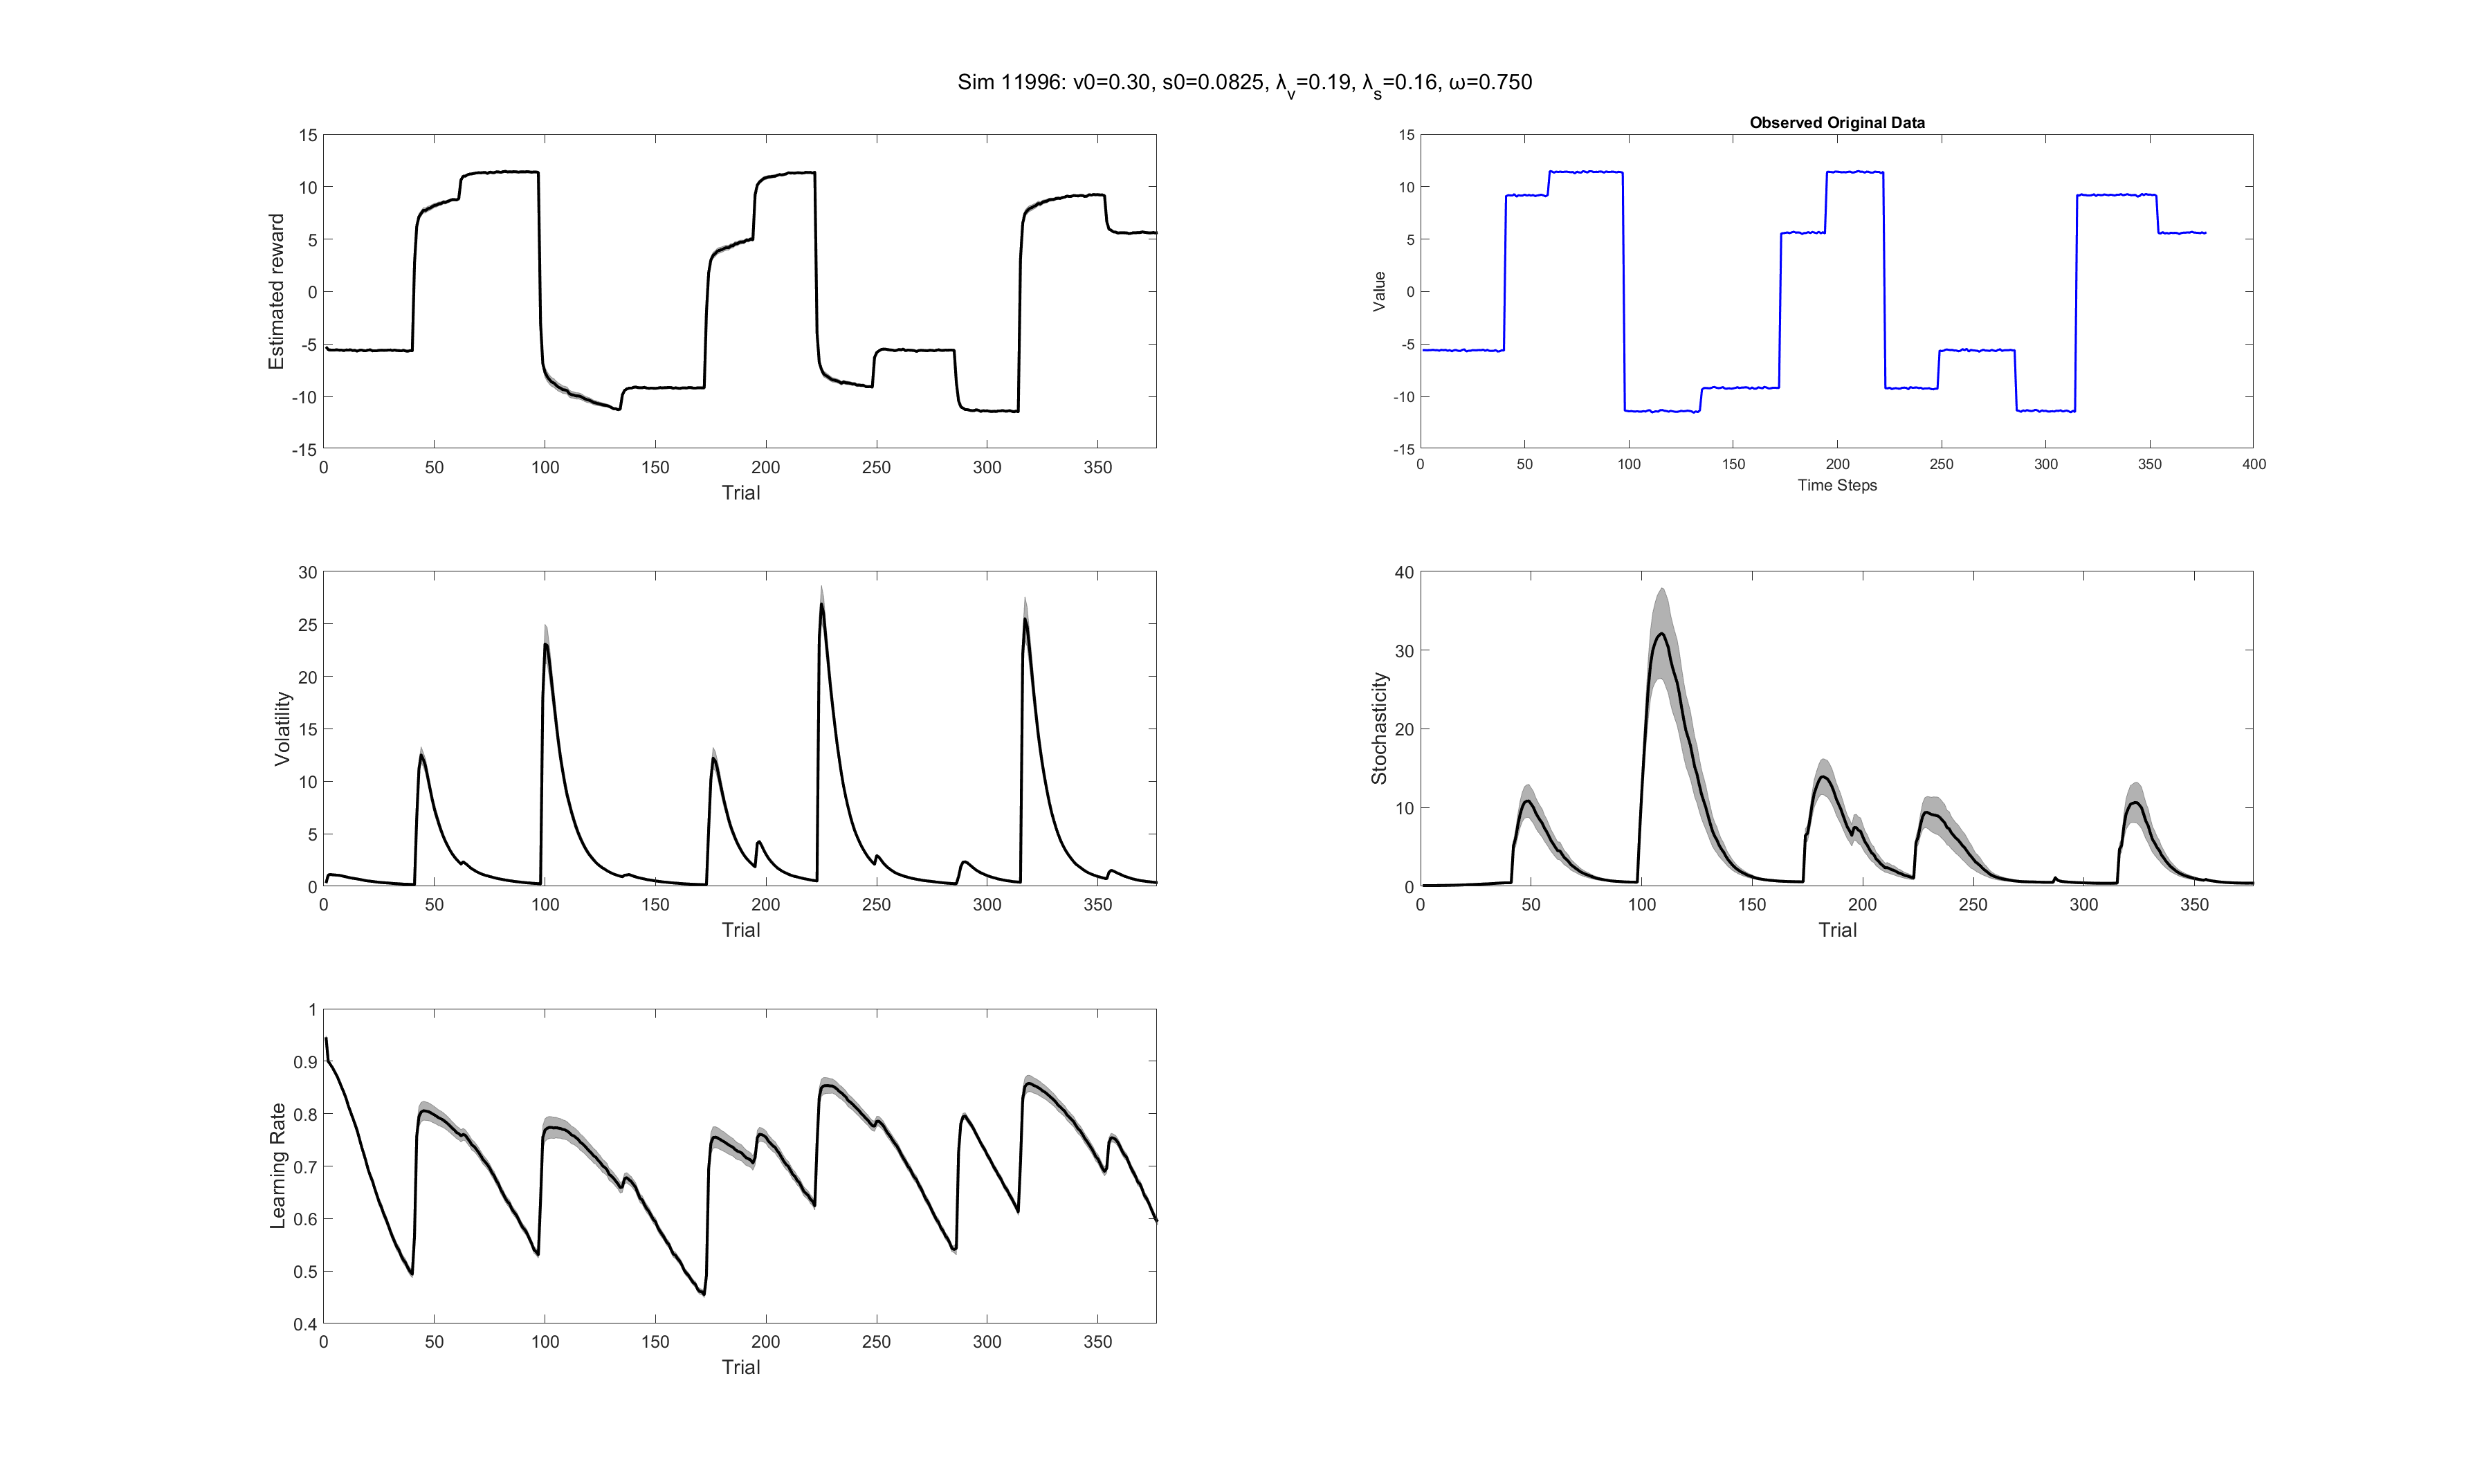 Sim 11996: v0=0.30, s0=0.0825, λv=0.19, λs=0.16, ω=0.750
15
10
5
0
-5
-10
-15
Estimated reward
0 50 100 150 200 250 300 350
Trial
Observed Original Data
15
10
5
0
-5
-10
-15
Value
0 50 100 150 200 250 300 350 400
Time Steps
30
25
20
15
10
5
0
Volatility
0 50 100 150 200 250 300 350
Trial
40
30
20
10
0
Stochasticity
0 50 100 150 200 250 300 350
Trial
1
0.9
0.8
0.7
0.6
0.5
0.4
Learning Rate
0 50 100 150 200 250 300 350
Trial